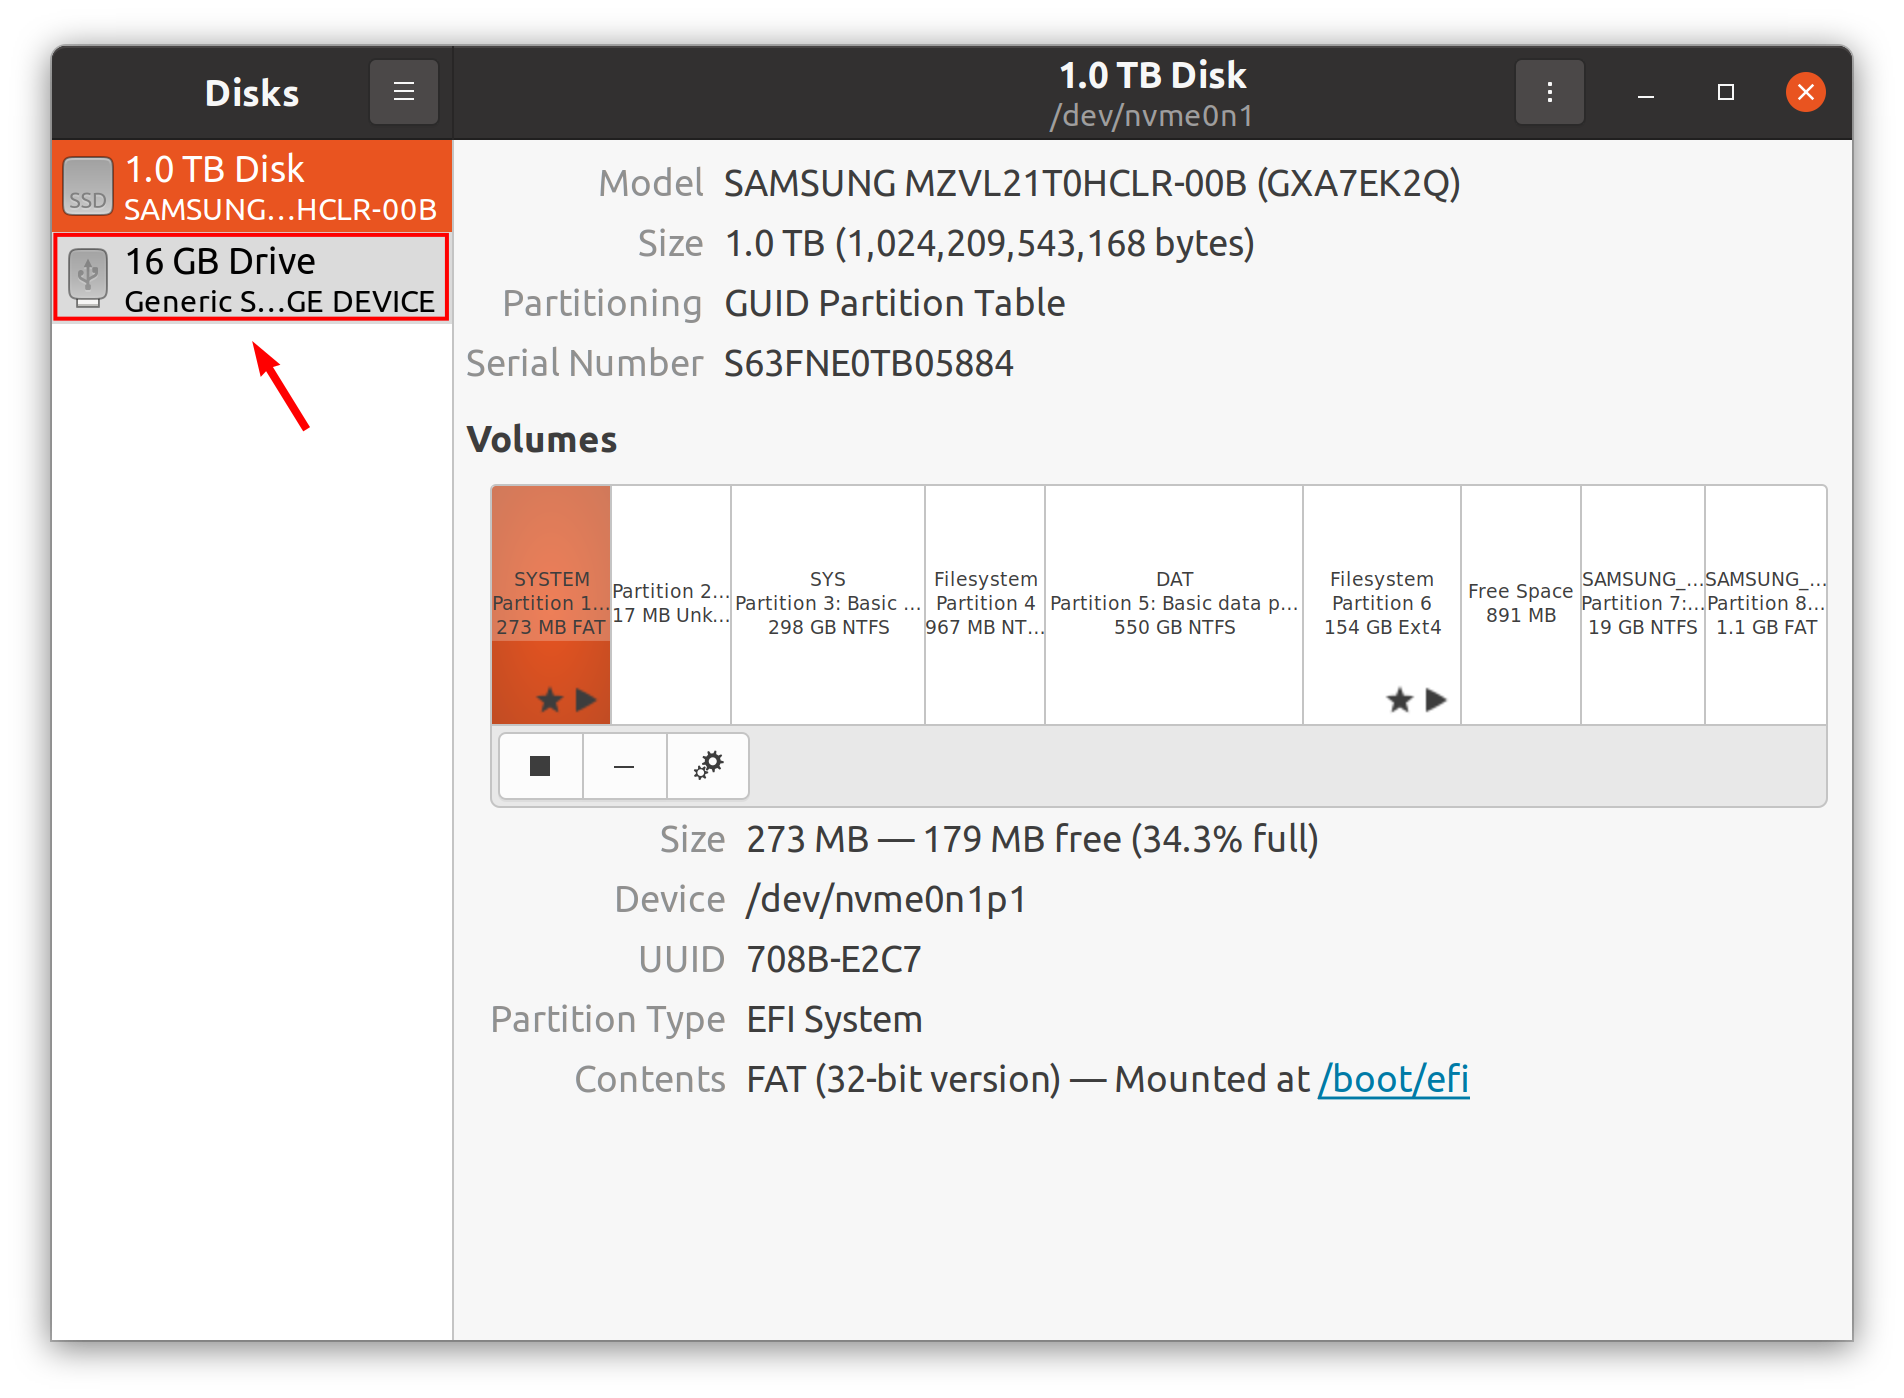 Disks
1.0 TB Disk
/dev/nvme0n1
SSD
1.0 TB Disk
SAMSUNG…HCLR-00B
16 GB Drive
Generic S…GE DEVICE
Model SAMSUNG MZVL21T0HCLR-00B (GXA7EK2Q)
Size 1.0 TB (1,024,209,543,168 bytes)
Partitioning GUID Partition Table
Serial Number S63FNE0TB05884
Volumes
SYSTEM
Partition 1…
273 MB FAT
Partition 2…
17 MB Unk…
SYS
Partition 3: Basic …
298 GB NTFS
Filesystem
Partition 4
967 MB NT…
DAT
Partition 5: Basic data p…
550 GB NTFS
Filesystem
Partition 6
154 GB Ext4
Free Space
891 MB
SAMSUNG_…
Partition 7:…
19 GB NTFS
SAMSUNG_…
Partition 8…
1.1 GB FAT
Size 273 MB — 179 MB free (34.3% full)
Device /dev/nvme0n1p1
UUID 708B-E2C7
Partition Type EFI System
Contents FAT (32-bit version) — Mounted at /boot/efi